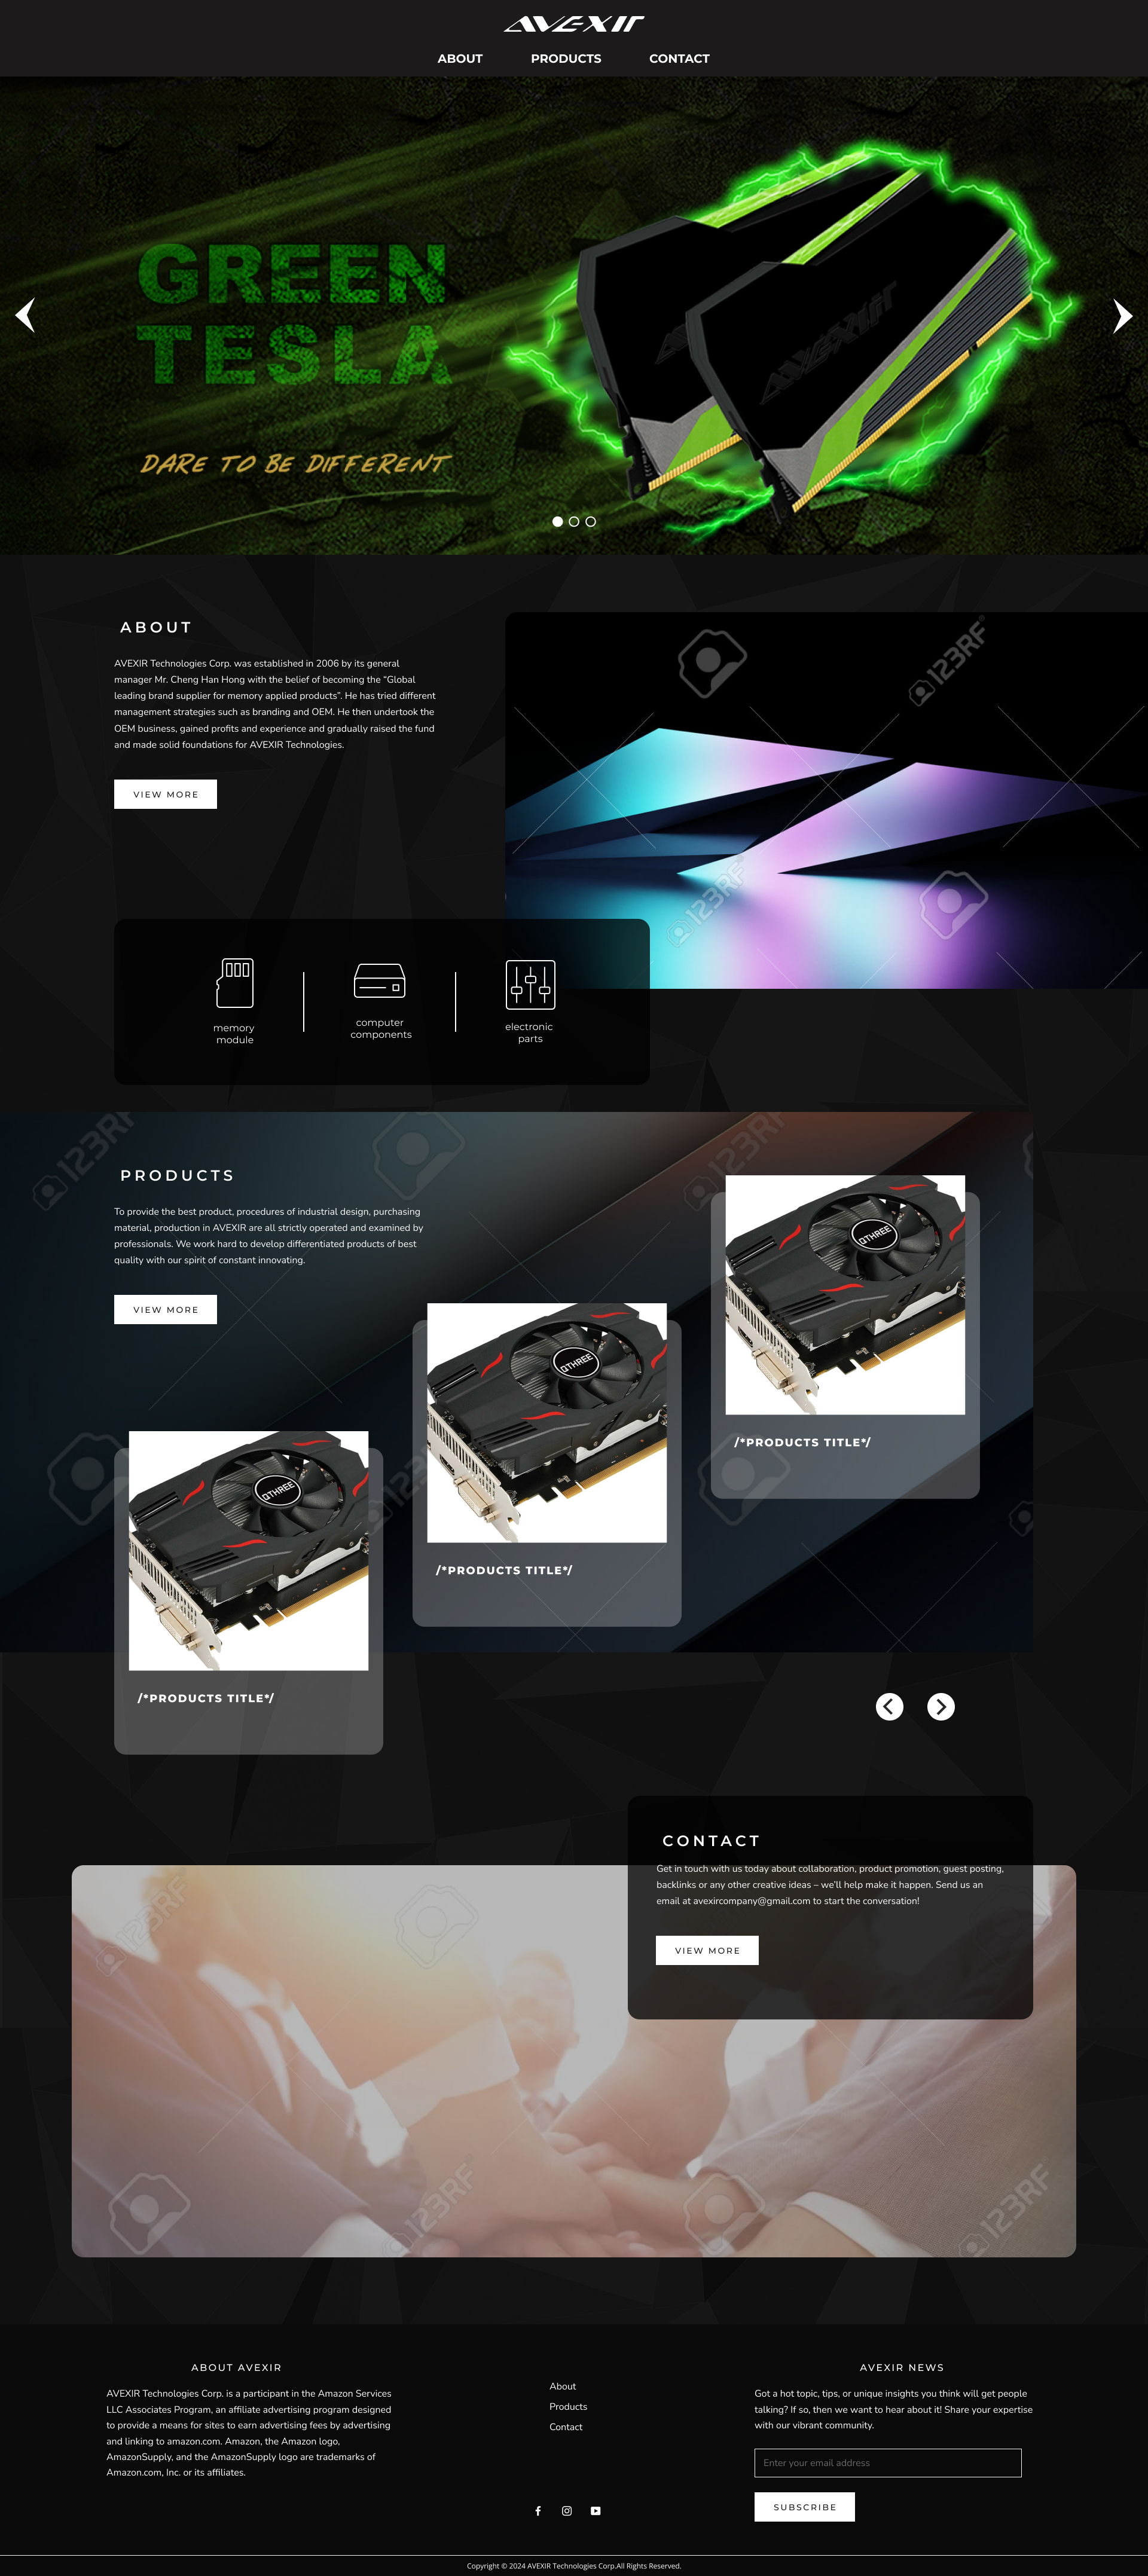 AVEXIR
ABOUT PRODUCTS CONTACT
GREEN
TESLA
DARE TO BE DIFFERENT
AVEXIR
AVEXIR
ABOUT
AVEXIR Technologies Corp. was established in 2006 by its general
manager Mr. Cheng Han Hong with the belief of becoming the “Global
leading brand supplier for memory applied products”. He has tried different
management strategies such as branding and OEM. He then undertook the
OEM business, gained profits and experience and gradually raised the fund
and made solid foundations for AVEXIR Technologies.
VIEW MORE
123RF
123RF
memory
module
computer
components
electronic
parts
123RF
123RF
PRODUCTS
To provide the best product, procedures of industrial design, purchasing
material, production in AVEXIR are all strictly operated and examined by
professionals. We work hard to develop differentiated products of best
quality with our spirit of constant innovating.
VIEW MORE
QTHREE
/*PRODUCTS TITLE*/
QTHREE
/*PRODUCTS TITLE*/
123RF
QTHREE
/*PRODUCTS TITLE*/
CONTACT
Get in touch with us today about collaboration, product promotion, guest posting,
backlinks or any other creative ideas – we’ll help make it happen. Send us an
email at avexircompany@gmail.com to start the conversation!
VIEW MORE
123RF
123RF
123RF
ABOUT AVEXIR
AVEXIR Technologies Corp. is a participant in the Amazon Services
LLC Associates Program, an affiliate advertising program designed
to provide a means for sites to earn advertising fees by advertising
and linking to amazon.com. Amazon, the Amazon logo,
AmazonSupply, and the AmazonSupply logo are trademarks of
Amazon.com, Inc. or its affiliates.
About
Products
Contact
AVEXIR NEWS
Got a hot topic, tips, or unique insights you think will get people
talking? If so, then we want to hear about it! Share your expertise
with our vibrant community.
Enter your email address
SUBSCRIBE
Copyright © 2024 AVEXIR Technologies Corp.All Rights Reserved.